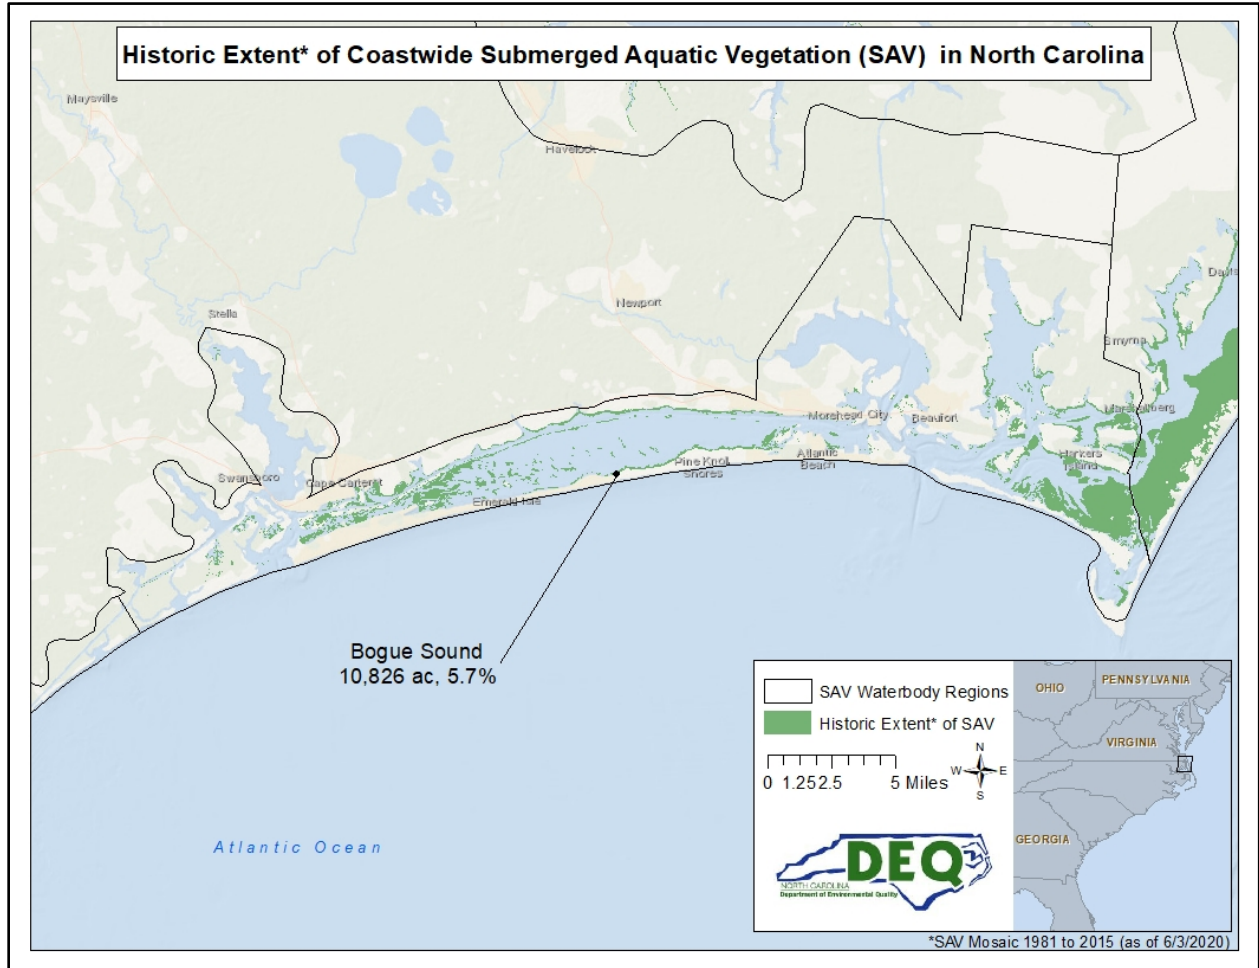 Historic Extent* of Coastwide Submerged Aquatic Vegetation (SAV) in North Carolina
Maysville
Havelock
Newport
Stella
Smyrna
Morehead City
Beaufort
Marshallberg
Harkers
Island
Atlantic
Beach
Pine Knoll
Shores
Swansboro
Cape Carteret
Emerald Isle
Bogue Sound
10,826 ac, 5.7%
Atlantic Ocean
SAV Waterbody Regions
Historic Extent* of SAV
0 1.25 2.5 5 Miles
N
W E
S
DEQ
NORTH CAROLINA
Department of Environmental Quality
OHIO
PENNSYLVANIA
VIRGINIA
GEORGIA
*SAV Mosaic 1981 to 2015 (as of 6/3/2020)